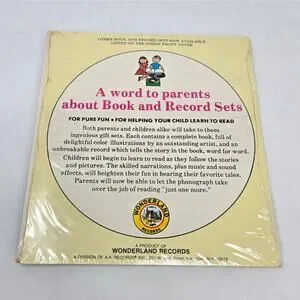 OTHER BOOK AND RECORD SETS NOW AVAILABLE
LISTED ON THE INSIDE FRONT COVER
A word to parents
about Book and Record Sets
FOR PURE FUN • FOR HELPING YOUR CHILD LEARN TO READ
Both parents and children alike will take to these
ingenious gift sets. Each contains a complete book, full of
delightful color illustrations by an outstanding artist, and an
unbreakable record which tells the story in the book, word for word.
Children will begin to learn to read as they follow the stories
and pictures. The skilled narrations, plus music and sound
effects, will heighten their fun in hearing their favorite tales.
Parents will now be able to let the phonograph take
over the job of reading "just one more."
WONDERLAND
RECORDS
A PRODUCT OF
WONDERLAND RECORDS
A DIVISION OF A.A. RECORDS INC., N.Y. 10019